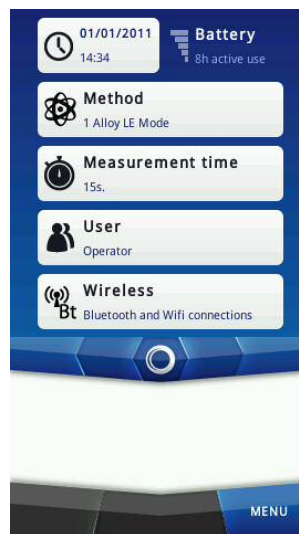 01/01/2011
14:34
Battery
8h active use
Method
1 Alloy LE Mode
Measurement time
15s.
User
Operator
Wireless
Bt
Bluetooth and Wifi connections
MENU